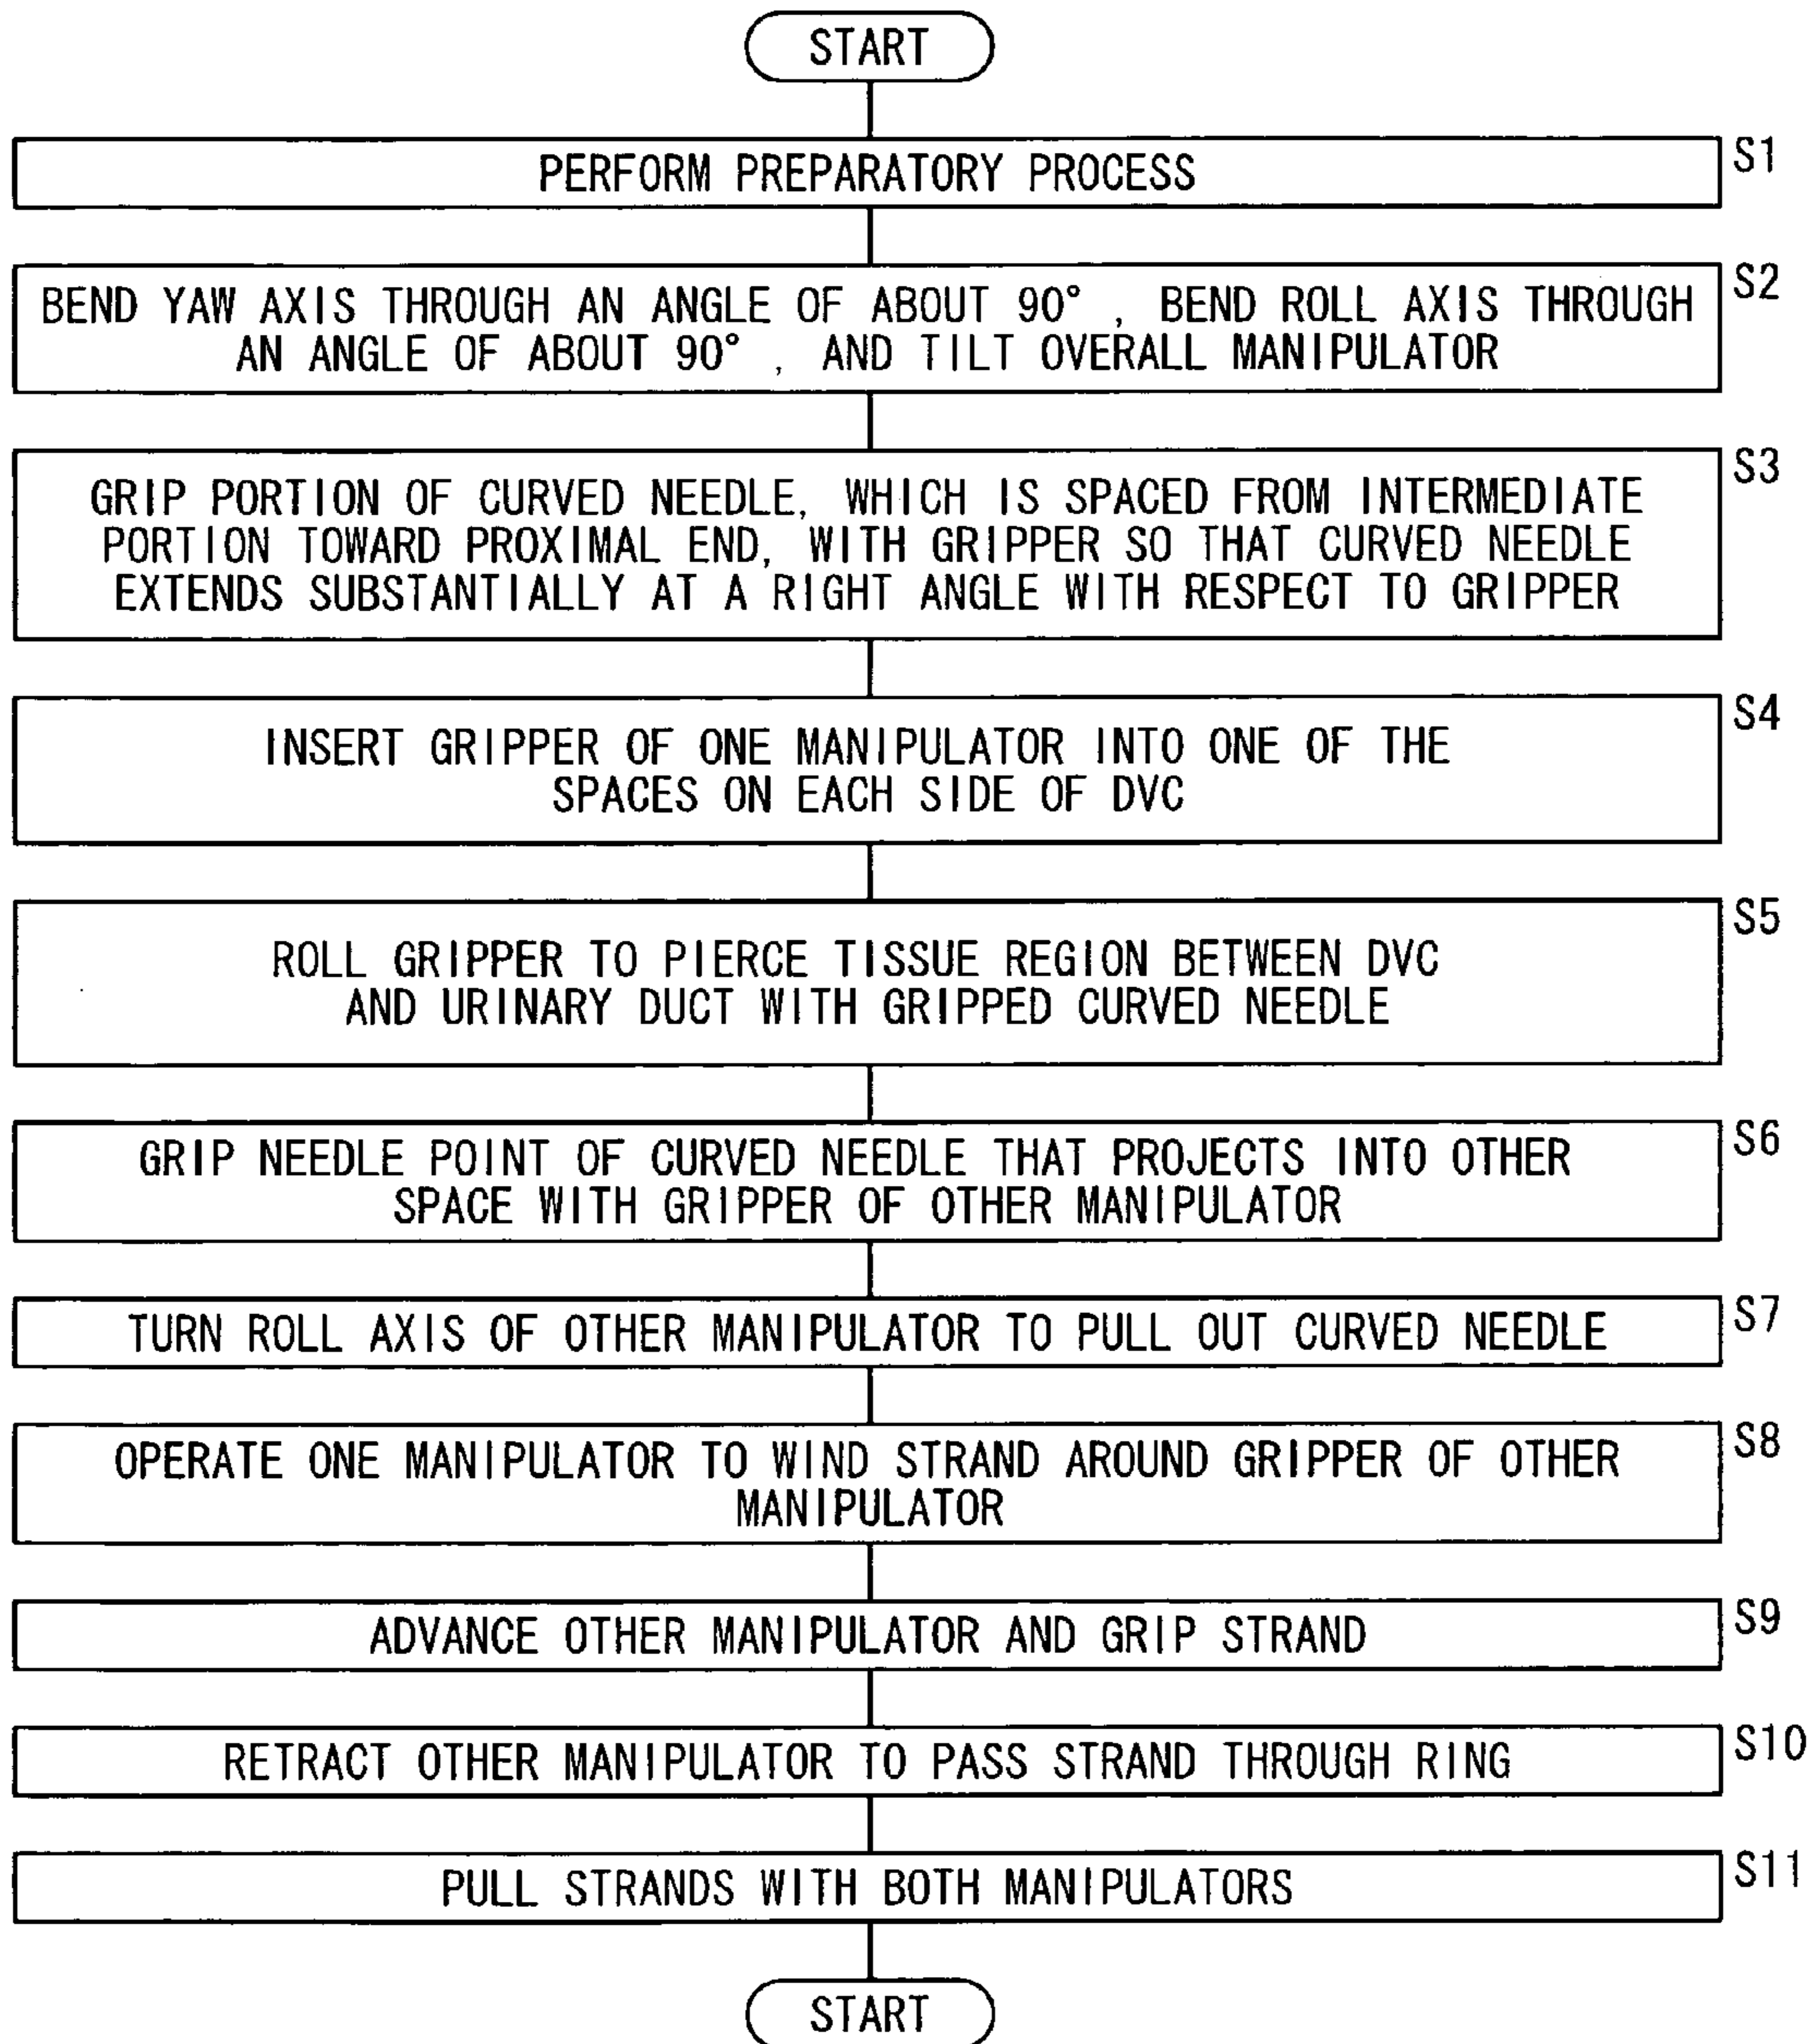 START
S1
PERFORM PREPARATORY PROCESS
S2
BEND YAW AXIS THROUGH AN ANGLE OF ABOUT 90°, BEND ROLL AXIS THROUGH
AN ANGLE OF ABOUT 90°, AND TILT OVERALL MANIPULATOR
S3
GRIP PORTION OF CURVED NEEDLE, WHICH IS SPACED FROM INTERMEDIATE
PORTION TOWARD PROXIMAL END, WITH GRIPPER SO THAT CURVED NEEDLE
EXTENDS SUBSTANTIALLY AT A RIGHT ANGLE WITH RESPECT TO GRIPPER
S4
INSERT GRIPPER OF ONE MANIPULATOR INTO ONE OF THE
SPACES ON EACH SIDE OF DVC
S5
ROLL GRIPPER TO PIERCE TISSUE REGION BETWEEN DVC
AND URINARY DUCT WITH GRIPPED CURVED NEEDLE
S6
GRIP NEEDLE POINT OF CURVED NEEDLE THAT PROJECTS INTO OTHER
SPACE WITH GRIPPER OF OTHER MANIPULATOR
S7
TURN ROLL AXIS OF OTHER MANIPULATOR TO PULL OUT CURVED NEEDLE
S8
OPERATE ONE MANIPULATOR TO WIND STRAND AROUND GRIPPER OF OTHER
MANIPULATOR
S9
ADVANCE OTHER MANIPULATOR AND GRIP STRAND
S10
RETRACT OTHER MANIPULATOR TO PASS STRAND THROUGH RING
S11
PULL STRANDS WITH BOTH MANIPULATORS
START